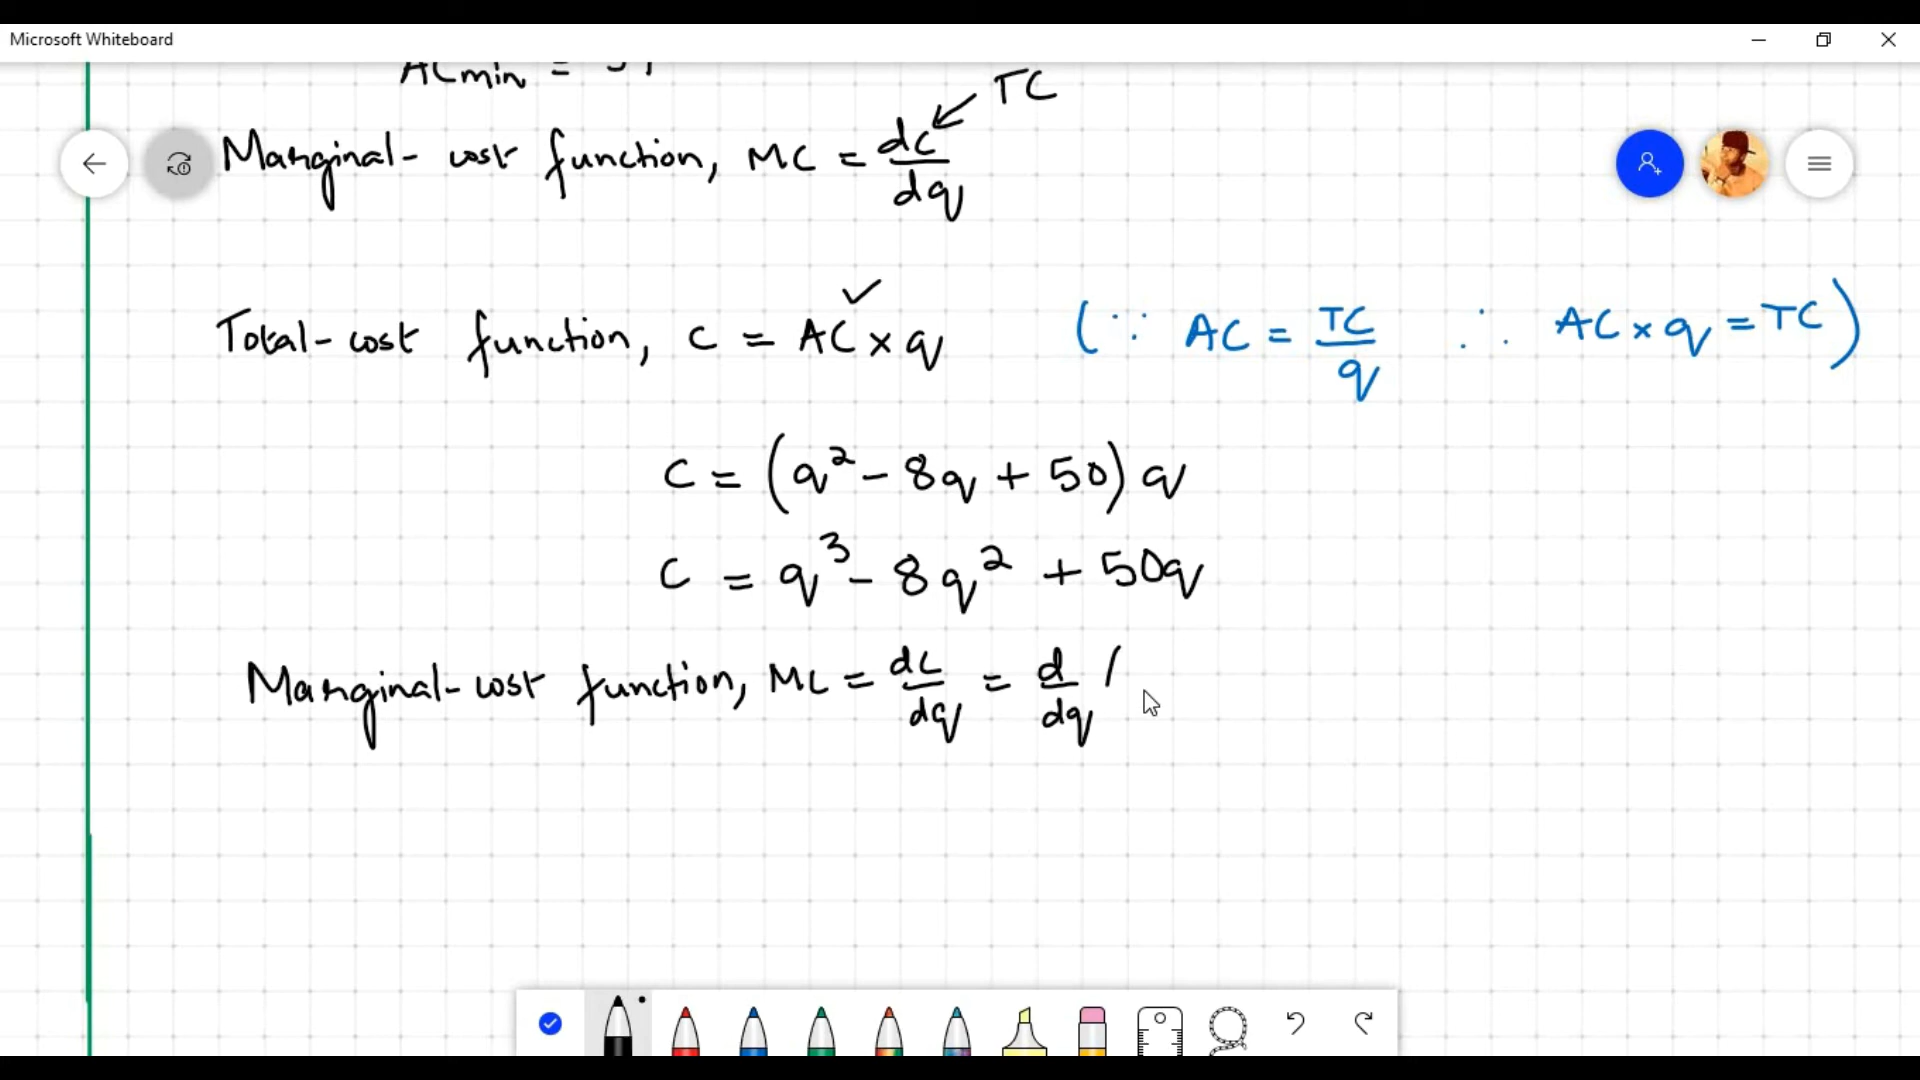 Microsoft Whiteboard
ACmin =
TC
Marginal-cost function, MC = dC/dq
Total-cost function, C = AC × q ✓ (∵ AC = TC/q ∴ AC × q = TC)
C = (q² - 8q + 50) q
C = q³ - 8q² + 50q
Marginal-cost function, MC = dC/dq = d/dq (